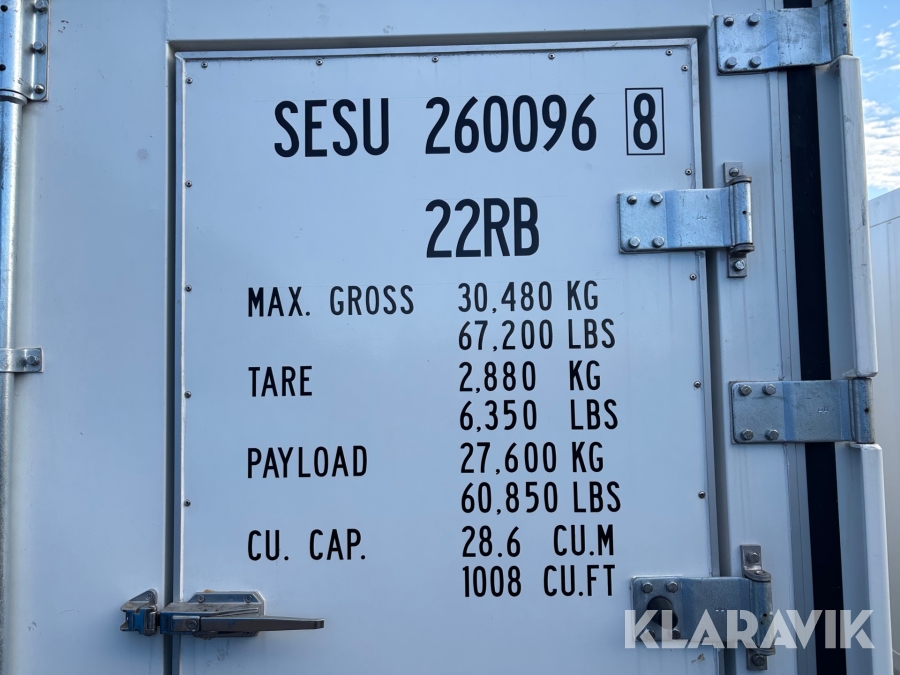 SESU 260096 8
22RB
MAX. GROSS 30,480 KG
67,200 LBS
TARE 2,880 KG
6,350 LBS
PAYLOAD 27,600 KG
60,850 LBS
CU. CAP. 28.6 CU.M
1008 CU.FT
KLARAVIK